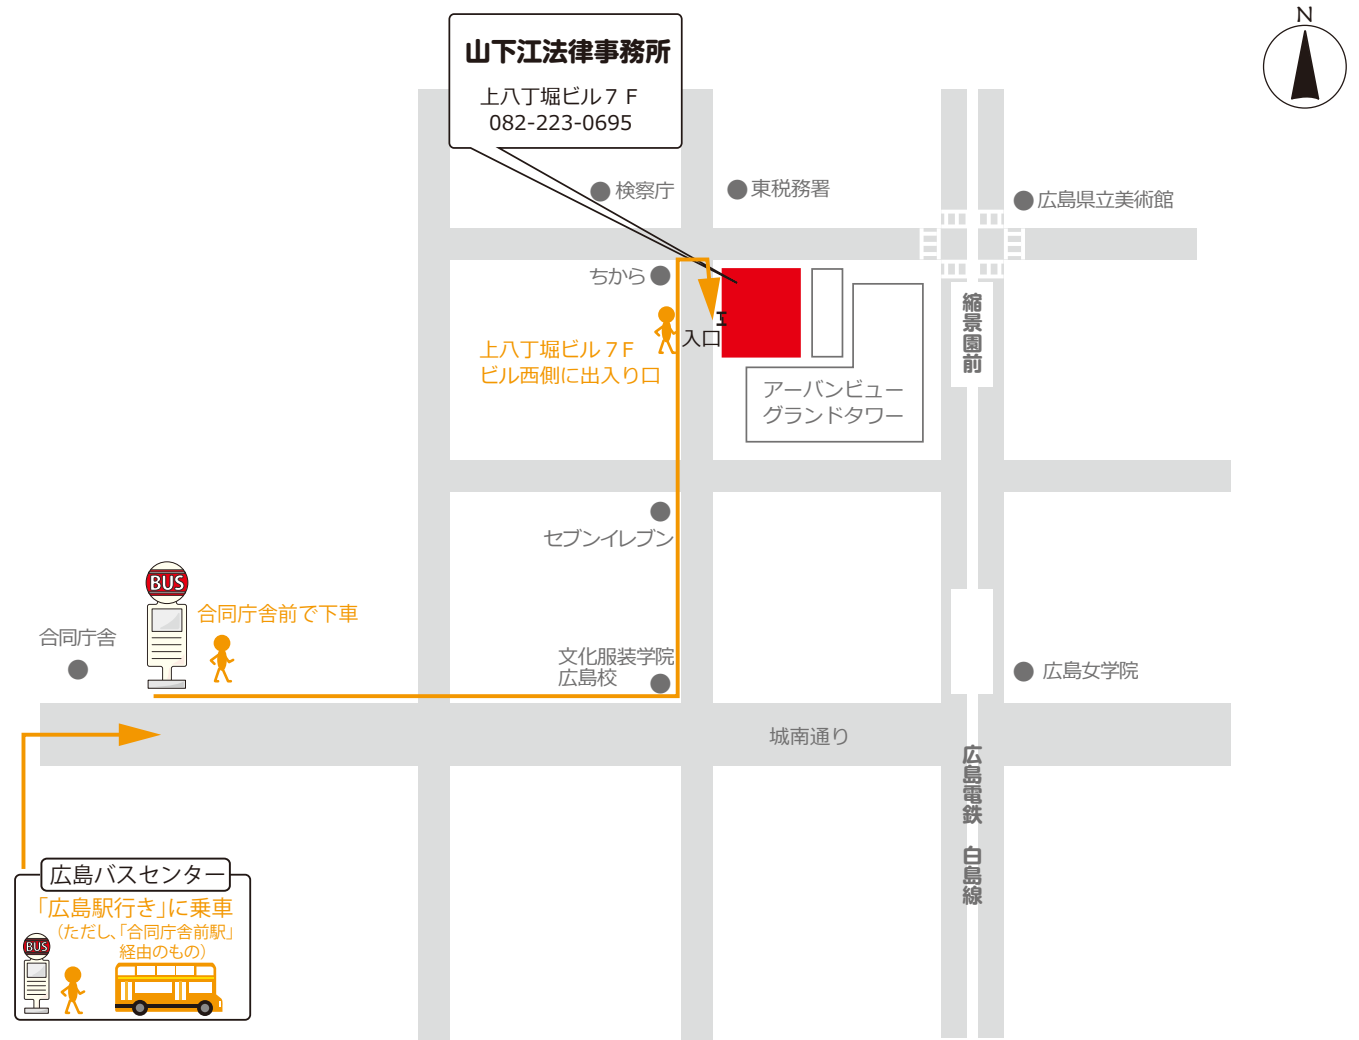 N
山下江法律事務所
上八丁堀ビル７Ｆ
082-223-0695
検察庁
東税務署
広島県立美術館
ちから
入口
上八丁堀ビル７Ｆ
ビル西側に出入り口
アーバンビュー
グランドタワー
縮景園前
セブンイレブン
BUS
合同庁舎前で下車
合同庁舎
文化服装学院
広島校
広島女学院
城南通り
広島電鉄 白島線
広島バスセンター
「広島駅行き」に乗車
（ただし、「合同庁舎前駅」
経由のもの）
BUS